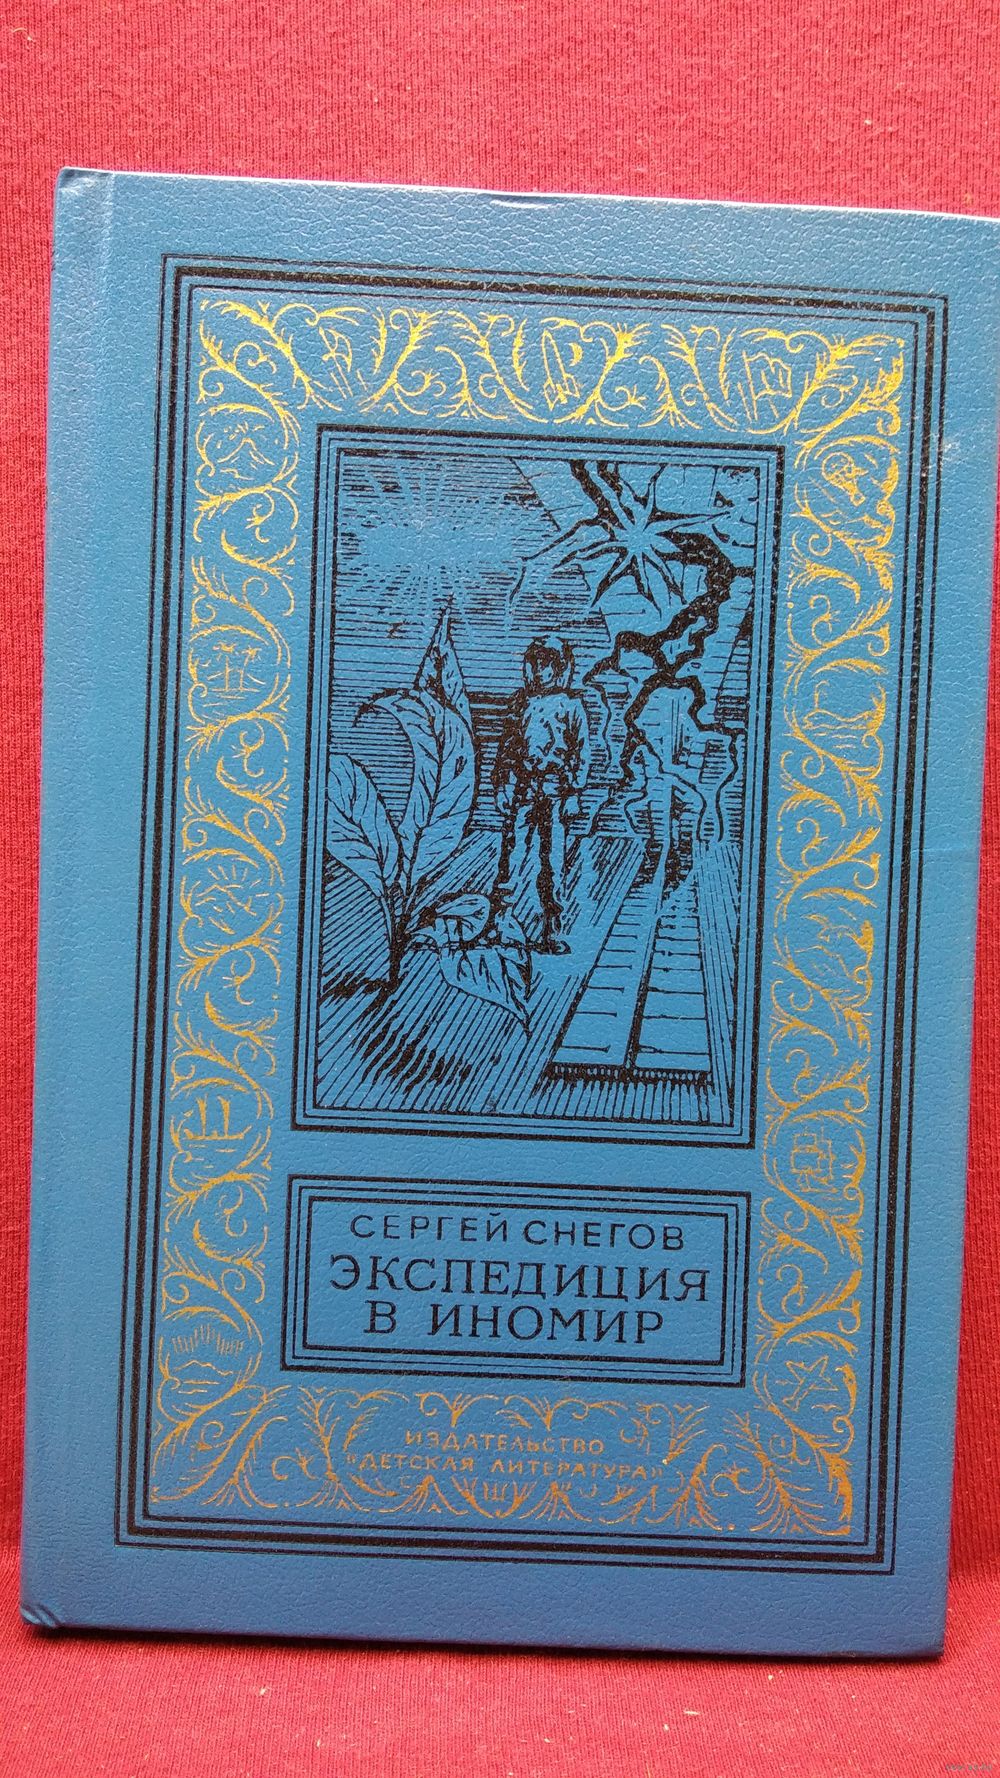 СЕРГЕЙ СНЕГОВ
ЭКСПЕДИЦИЯ
В ИНОМИР
ИЗДАТЕЛЬСТВО
"ДЕТСКАЯ ЛИТЕРАТУРА"